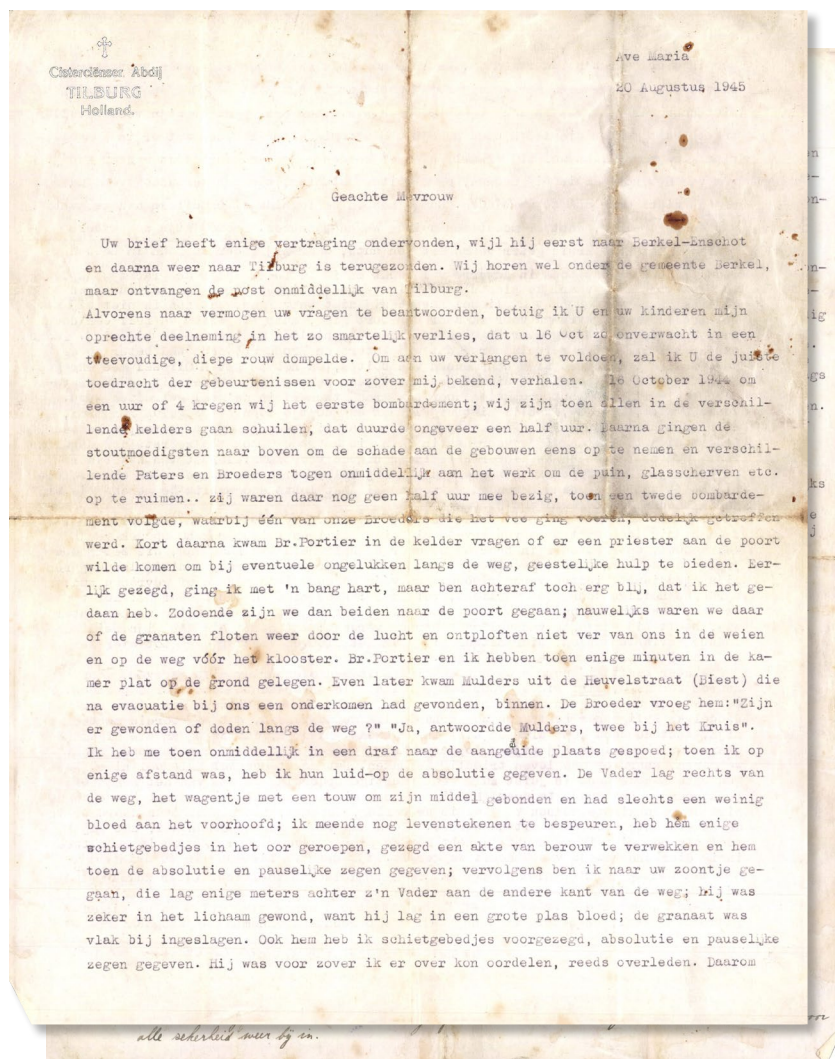 Cisterciënser Abdij
TILBURG
Holland.
Ave Maria
20 Augustus 1945
Geachte Mevrouw
Uw brief heeft enige vertraging ondervonden, wijl hij eerst naar Berkel-Enschot
en daarna weer naar Tilburg is teruggezonden. Wij horen wel onder de gemeente Berkel,
maar ontvangen de post onmiddellijk van Tilburg.
Alvorens naar vermogen uw vragen te beantwoorden, betuig ik U en uw kinderen mijn
oprechte deelneming in het zo smartelijk verlies, dat u 16 Oct zo onverwacht in een
tweevoudige, diepe rouw dompelde. Om aan uw verlangen te voldoen, zal ik U de juiste
toedracht der gebeurtenissen voor zover mij bekend, verhalen. 16 October 1944 om
een uur of 4 kregen wij het eerste bombardement; wij zijn toen allen in de verschil-
lende kelders gaan schuilen, dat duurde ongeveer een half uur. Daarna gingen de
stoutmoedigsten naar boven om de schade aan de gebouwen eens op te nemen en verschil-
lende Paters en Broeders togen onmiddellijk aan het werk om de puin, glasscherven etc.
op te ruimen.. zij waren daar nog geen half uur mee bezig, toen een twede bombarde-
ment volgde, waarbij één van onze Broeders die het vee ging voeren, dodelijk getroffen
werd. Kort daarna kwam Br.Portier in de kelder vragen of er een priester aan de poort
wilde komen om bij eventuele ongelukken langs de weg, geestelijke hulp te bieden. Eer-
lijk gezegd, ging ik met 'n bang hart, maar ben achteraf toch erg blij, dat ik het ge-
daan heb. Zodoende zijn we dan beiden naar de poort gegaan; nauwelijks waren we daar
of de granaten floten weer door de lucht en ontploften niet ver van ons in de weien
en op de weg vóór het klooster. Br.Portier en ik hebben toen enige minuten in de ka-
mer plat op de grond gelegen. Even later kwam Mulders uit de Heuvelstraat (Biest) die
na evacuatie bij ons een onderkomen had gevonden, binnen. De Broeder vroeg hem:"Zijn
er gewonden of doden langs de weg ?" "Ja, antwoordde Mulders, twee bij het Kruis".
Ik heb me toen onmiddellijk in een draf naar de aangeduide plaats gespoed; toen ik op
enige afstand was, heb ik hun luid-op de absolutie gegeven. De Vader lag rechts van
de weg, het wagentje met een touw om zijn middel gebonden en had slechts een weinig
bloed aan het voorhoofd; ik meende nog levenstekenen te bespeuren, heb hem enige
schietgebedjes in het oor geroepen, gezegd een akte van berouw te verwekken en hem
toen de absolutie en pauselijke zegen gegeven; vervolgens ben ik naar uw zoontje ge-
gaan, die lag enige meters achter z'n Vader aan de andere kant van de weg; hij was
zeker in het lichaam gewond, want hij lag in een grote plas bloed; de granaat was
vlak bij ingeslagen. Ook hem heb ik schietgebedjes voorgezegd, absolutie en pauselijke
zegen gegeven. Hij was voor zover ik er over kon oordelen, reeds overleden. Daarom
alle zekerheid weer bij in.